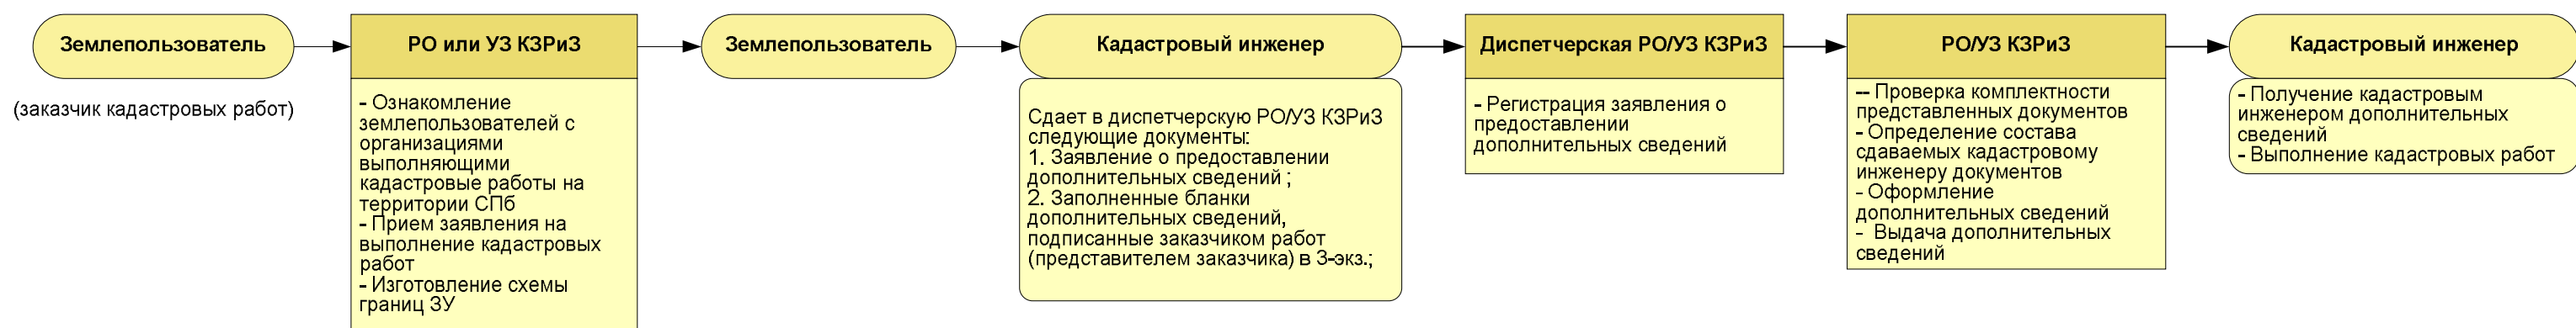 Землепользователь
(заказчик кадастровых работ)
РО или УЗ КЗРиЗ
- Ознакомление
землепользователей с
организациями
выполняющими
кадастровые работы на
территории СПб
- Прием заявления на
выполнение кадастровых
работ
- Изготовление схемы
границ ЗУ
Землепользователь
Кадастровый инженер
Сдает в диспетчерскую РО/УЗ КЗРиЗ
следующие документы:
1. Заявление о предоставлении
дополнительных сведений ;
2. Заполненные бланки
дополнительных сведений,
подписанные заказчиком работ
(представителем заказчика) в 3-экз.;
Диспетчерская РО/УЗ КЗРиЗ
- Регистрация заявления о
предоставлении
дополнительных сведений
РО/УЗ КЗРиЗ
-- Проверка комплектности
представленных документов
- Определение состава
сдаваемых кадастровому
инженеру документов
- Оформление
дополнительных сведений
- Выдача дополнительных
сведений
Кадастровый инженер
- Получение кадастровым
инженером дополнительных
сведений
- Выполнение кадастровых работ